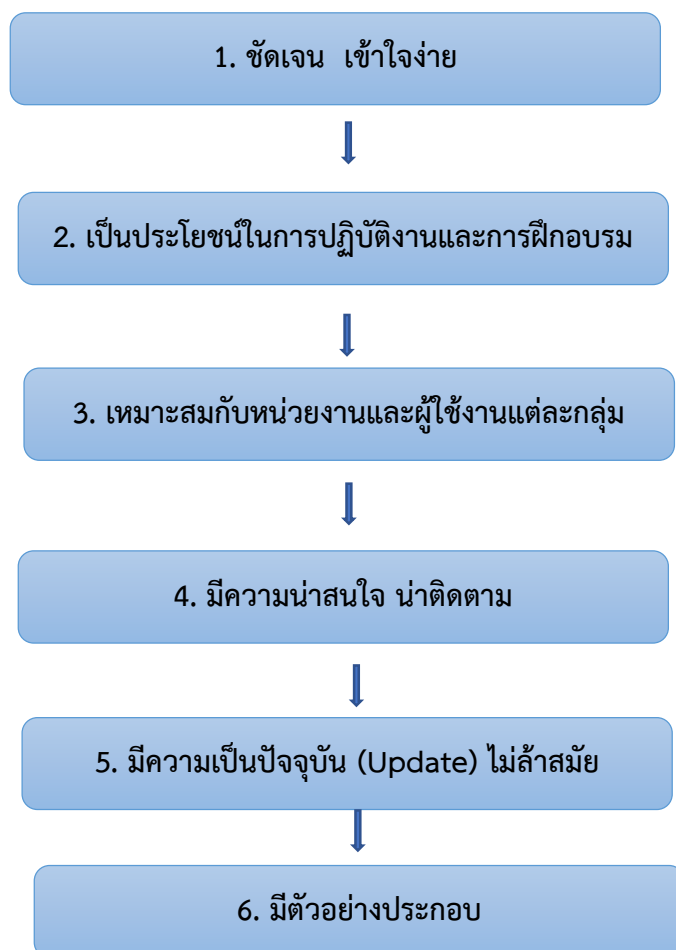 1. ชัดเจน เข้าใจง่าย
2. เป็นประโยชน์ในการปฏิบัติงานและการฝึกอบรม
3. เหมาะสมกับหน่วยงานและผู้ใช้งานแต่ละกลุ่ม
4. มีความน่าสนใจ น่าติดตาม
5. มีความเป็นปัจจุบัน (Update) ไม่ล้าสมัย
6. มีตัวอย่างประกอบ